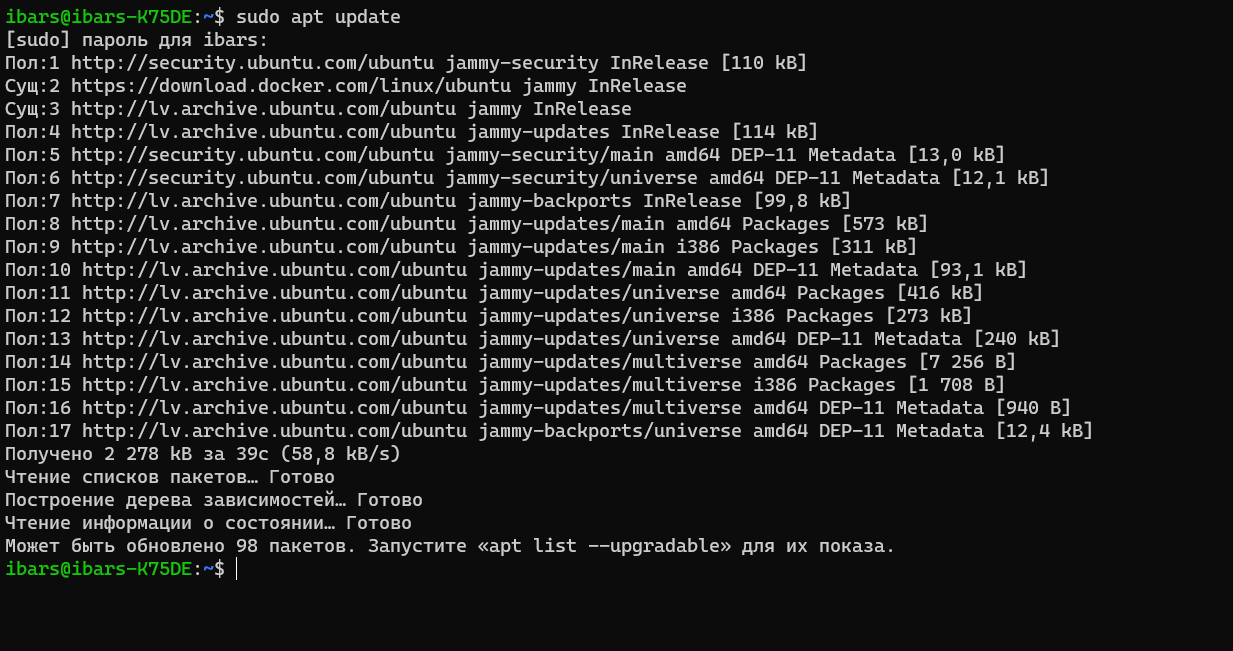 ibars@ibars-K75DE:~$ sudo apt update
[sudo] пароль для ibars:
Пол:1 http://security.ubuntu.com/ubuntu jammy-security InRelease [110 kB]
Сущ:2 https://download.docker.com/linux/ubuntu jammy InRelease
Сущ:3 http://lv.archive.ubuntu.com/ubuntu jammy InRelease
Пол:4 http://lv.archive.ubuntu.com/ubuntu jammy-updates InRelease [114 kB]
Пол:5 http://security.ubuntu.com/ubuntu jammy-security/main amd64 DEP-11 Metadata [13,0 kB]
Пол:6 http://security.ubuntu.com/ubuntu jammy-security/universe amd64 DEP-11 Metadata [12,1 kB]
Пол:7 http://lv.archive.ubuntu.com/ubuntu jammy-backports InRelease [99,8 kB]
Пол:8 http://lv.archive.ubuntu.com/ubuntu jammy-updates/main amd64 Packages [573 kB]
Пол:9 http://lv.archive.ubuntu.com/ubuntu jammy-updates/main i386 Packages [311 kB]
Пол:10 http://lv.archive.ubuntu.com/ubuntu jammy-updates/main amd64 DEP-11 Metadata [93,1 kB]
Пол:11 http://lv.archive.ubuntu.com/ubuntu jammy-updates/universe amd64 Packages [416 kB]
Пол:12 http://lv.archive.ubuntu.com/ubuntu jammy-updates/universe i386 Packages [273 kB]
Пол:13 http://lv.archive.ubuntu.com/ubuntu jammy-updates/universe amd64 DEP-11 Metadata [240 kB]
Пол:14 http://lv.archive.ubuntu.com/ubuntu jammy-updates/multiverse amd64 Packages [7 256 B]
Пол:15 http://lv.archive.ubuntu.com/ubuntu jammy-updates/multiverse i386 Packages [1 708 B]
Пол:16 http://lv.archive.ubuntu.com/ubuntu jammy-updates/multiverse amd64 DEP-11 Metadata [940 B]
Пол:17 http://lv.archive.ubuntu.com/ubuntu jammy-backports/universe amd64 DEP-11 Metadata [12,4 kB]
Получено 2 278 kB за 39с (58,8 kB/s)
Чтение списков пакетов… Готово
Построение дерева зависимостей… Готово
Чтение информации о состоянии… Готово
Может быть обновлено 98 пакетов. Запустите «apt list --upgradable» для их показа.
ibars@ibars-K75DE:~$